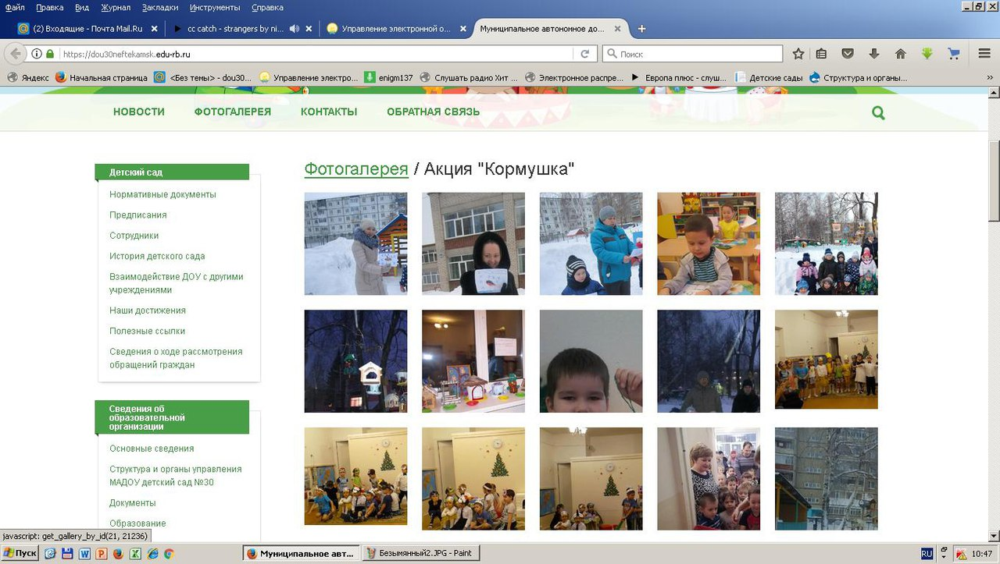 Файл Правка Вид Журнал Закладки Инструменты Справка
(2) Входящие - Почта Mail.Ru
cc catch - strangers by ni...
Управление электронной о...
Муниципальное автономное до...
https://dou30neftekamsk.edu-rb.ru
Поиск
Яндекс
Начальная страница
<Без темы> - dou30...
Управление электро...
enigm137
Слушать радио Хит ...
Электронное распре...
Европа плюс - слуш...
Детские сады
Структура и органы...
НОВОСТИ ФОТОГАЛЕРЕЯ КОНТАКТЫ ОБРАТНАЯ СВЯЗЬ
Детский сад
Нормативные документы
Предписания
Сотрудники
История детского сада
Взаимодействие ДОУ с другими
учреждениями
Наши достижения
Полезные ссылки
Сведения о ходе рассмотрения
обращений граждан
Сведения об
образовательной
организации
Основные сведения
Структура и органы управления
МАДОУ детский сад №30
Документы
Образование
Фотогалерея / Акция "Кормушка"
javascript: get_gallery_by_id(21, 21236)
Пуск
Муниципальное авт...
Безымянный2.JPG - Paint
RU
10:47